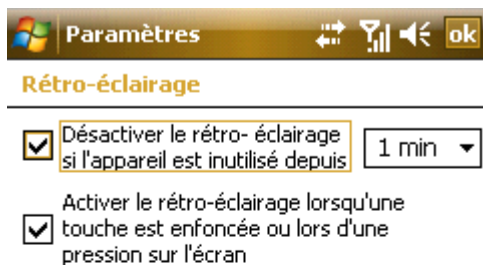 Paramètres ok
Rétro-éclairage
Désactiver le rétro- éclairage
si l'appareil est inutilisé depuis
1 min
Activer le rétro-éclairage lorsqu'une
touche est enfoncée ou lors d'une
pression sur l'écran